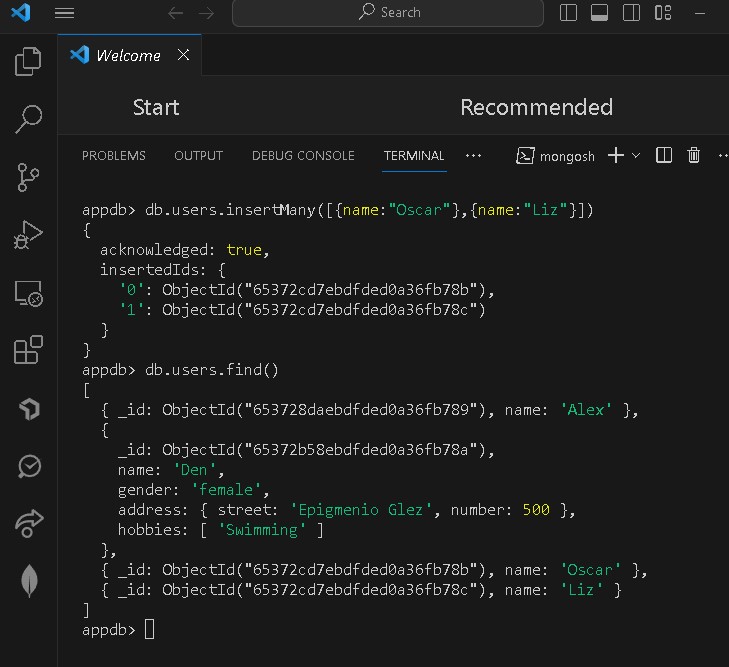 Search
Welcome
Start
Recommended
PROBLEMS OUTPUT DEBUG CONSOLE TERMINAL ... mongosh
appdb> db.users.insertMany([{name:"Oscar"},{name:"Liz"}])
{
  acknowledged: true,
  insertedIds: {
    '0': ObjectId("65372cd7ebdfded0a36fb78b"),
    '1': ObjectId("65372cd7ebdfded0a36fb78c")
  }
}
appdb> db.users.find()
[
  { _id: ObjectId("653728daebdfded0a36fb789"), name: 'Alex' },
  {
    _id: ObjectId("65372b58ebdfded0a36fb78a"),
    name: 'Den',
    gender: 'female',
    address: { street: 'Epigmenio Glez', number: 500 },
    hobbies: [ 'Swimming' ]
  },
  { _id: ObjectId("65372cd7ebdfded0a36fb78b"), name: 'Oscar' },
  { _id: ObjectId("65372cd7ebdfded0a36fb78c"), name: 'Liz' }
]
appdb>